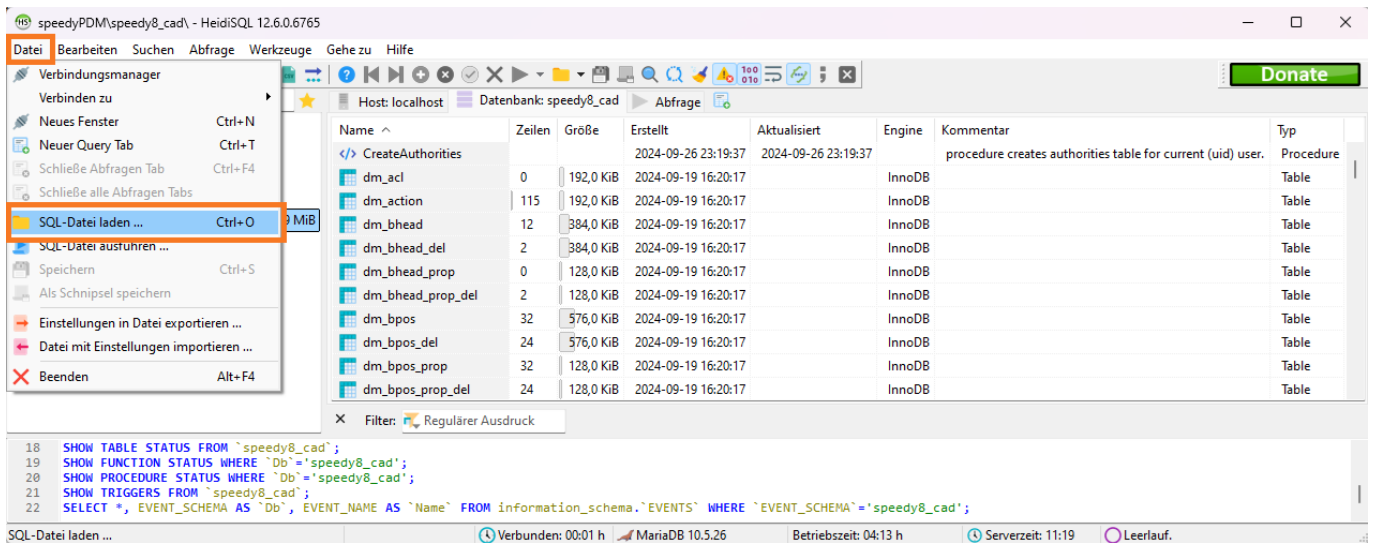 speedyPDM\speedy8_cad\ - HeidiSQL 12.6.0.6765
Datei Bearbeiten Suchen Abfrage Werkzeuge Gehe zu Hilfe
Donate
Verbindungsmanager
Verbinden zu
Neues Fenster Ctrl+N
Neuer Query Tab Ctrl+T
Schließe Abfragen Tab Ctrl+F4
Schließe alle Abfragen Tabs
SQL-Datei laden ... Ctrl+O
SQL-Datei ausführen ...
Speichern Ctrl+S
Als Schnipsel speichern
Einstellungen in Datei exportieren ...
Datei mit Einstellungen importieren ...
Beenden Alt+F4
MiB
Host: localhost Datenbank: speedy8_cad Abfrage
Name Zeilen Größe Erstellt Aktualisiert Engine Kommentar Typ
CreateAuthorities 2024-09-26 23:19:37 2024-09-26 23:19:37 procedure creates authorities table for current (uid) user. Procedure
dm_acl 0 192,0 KiB 2024-09-19 16:20:17 InnoDB Table
dm_action 115 192,0 KiB 2024-09-19 16:20:17 InnoDB Table
dm_bhead 12 384,0 KiB 2024-09-19 16:20:17 InnoDB Table
dm_bhead_del 2 384,0 KiB 2024-09-19 16:20:17 InnoDB Table
dm_bhead_prop 0 128,0 KiB 2024-09-19 16:20:17 InnoDB Table
dm_bhead_prop_del 2 128,0 KiB 2024-09-19 16:20:17 InnoDB Table
dm_bpos 32 576,0 KiB 2024-09-19 16:20:17 InnoDB Table
dm_bpos_del 24 576,0 KiB 2024-09-19 16:20:17 InnoDB Table
dm_bpos_prop 32 128,0 KiB 2024-09-19 16:20:17 InnoDB Table
dm_bpos_prop_del 24 128,0 KiB 2024-09-19 16:20:17 InnoDB Table
Filter: Regulärer Ausdruck
18 SHOW TABLE STATUS FROM `speedy8_cad`;
19 SHOW FUNCTION STATUS WHERE `Db`='speedy8_cad';
20 SHOW PROCEDURE STATUS WHERE `Db`='speedy8_cad';
21 SHOW TRIGGERS FROM `speedy8_cad`;
22 SELECT *, EVENT_SCHEMA AS `Db`, EVENT_NAME AS `Name` FROM information_schema.`EVENTS` WHERE `EVENT_SCHEMA`='speedy8_cad';
SQL-Datei laden ... Verbunden: 00:01 h MariaDB 10.5.26 Betriebszeit: 04:13 h Serverzeit: 11:19 Leerlauf.